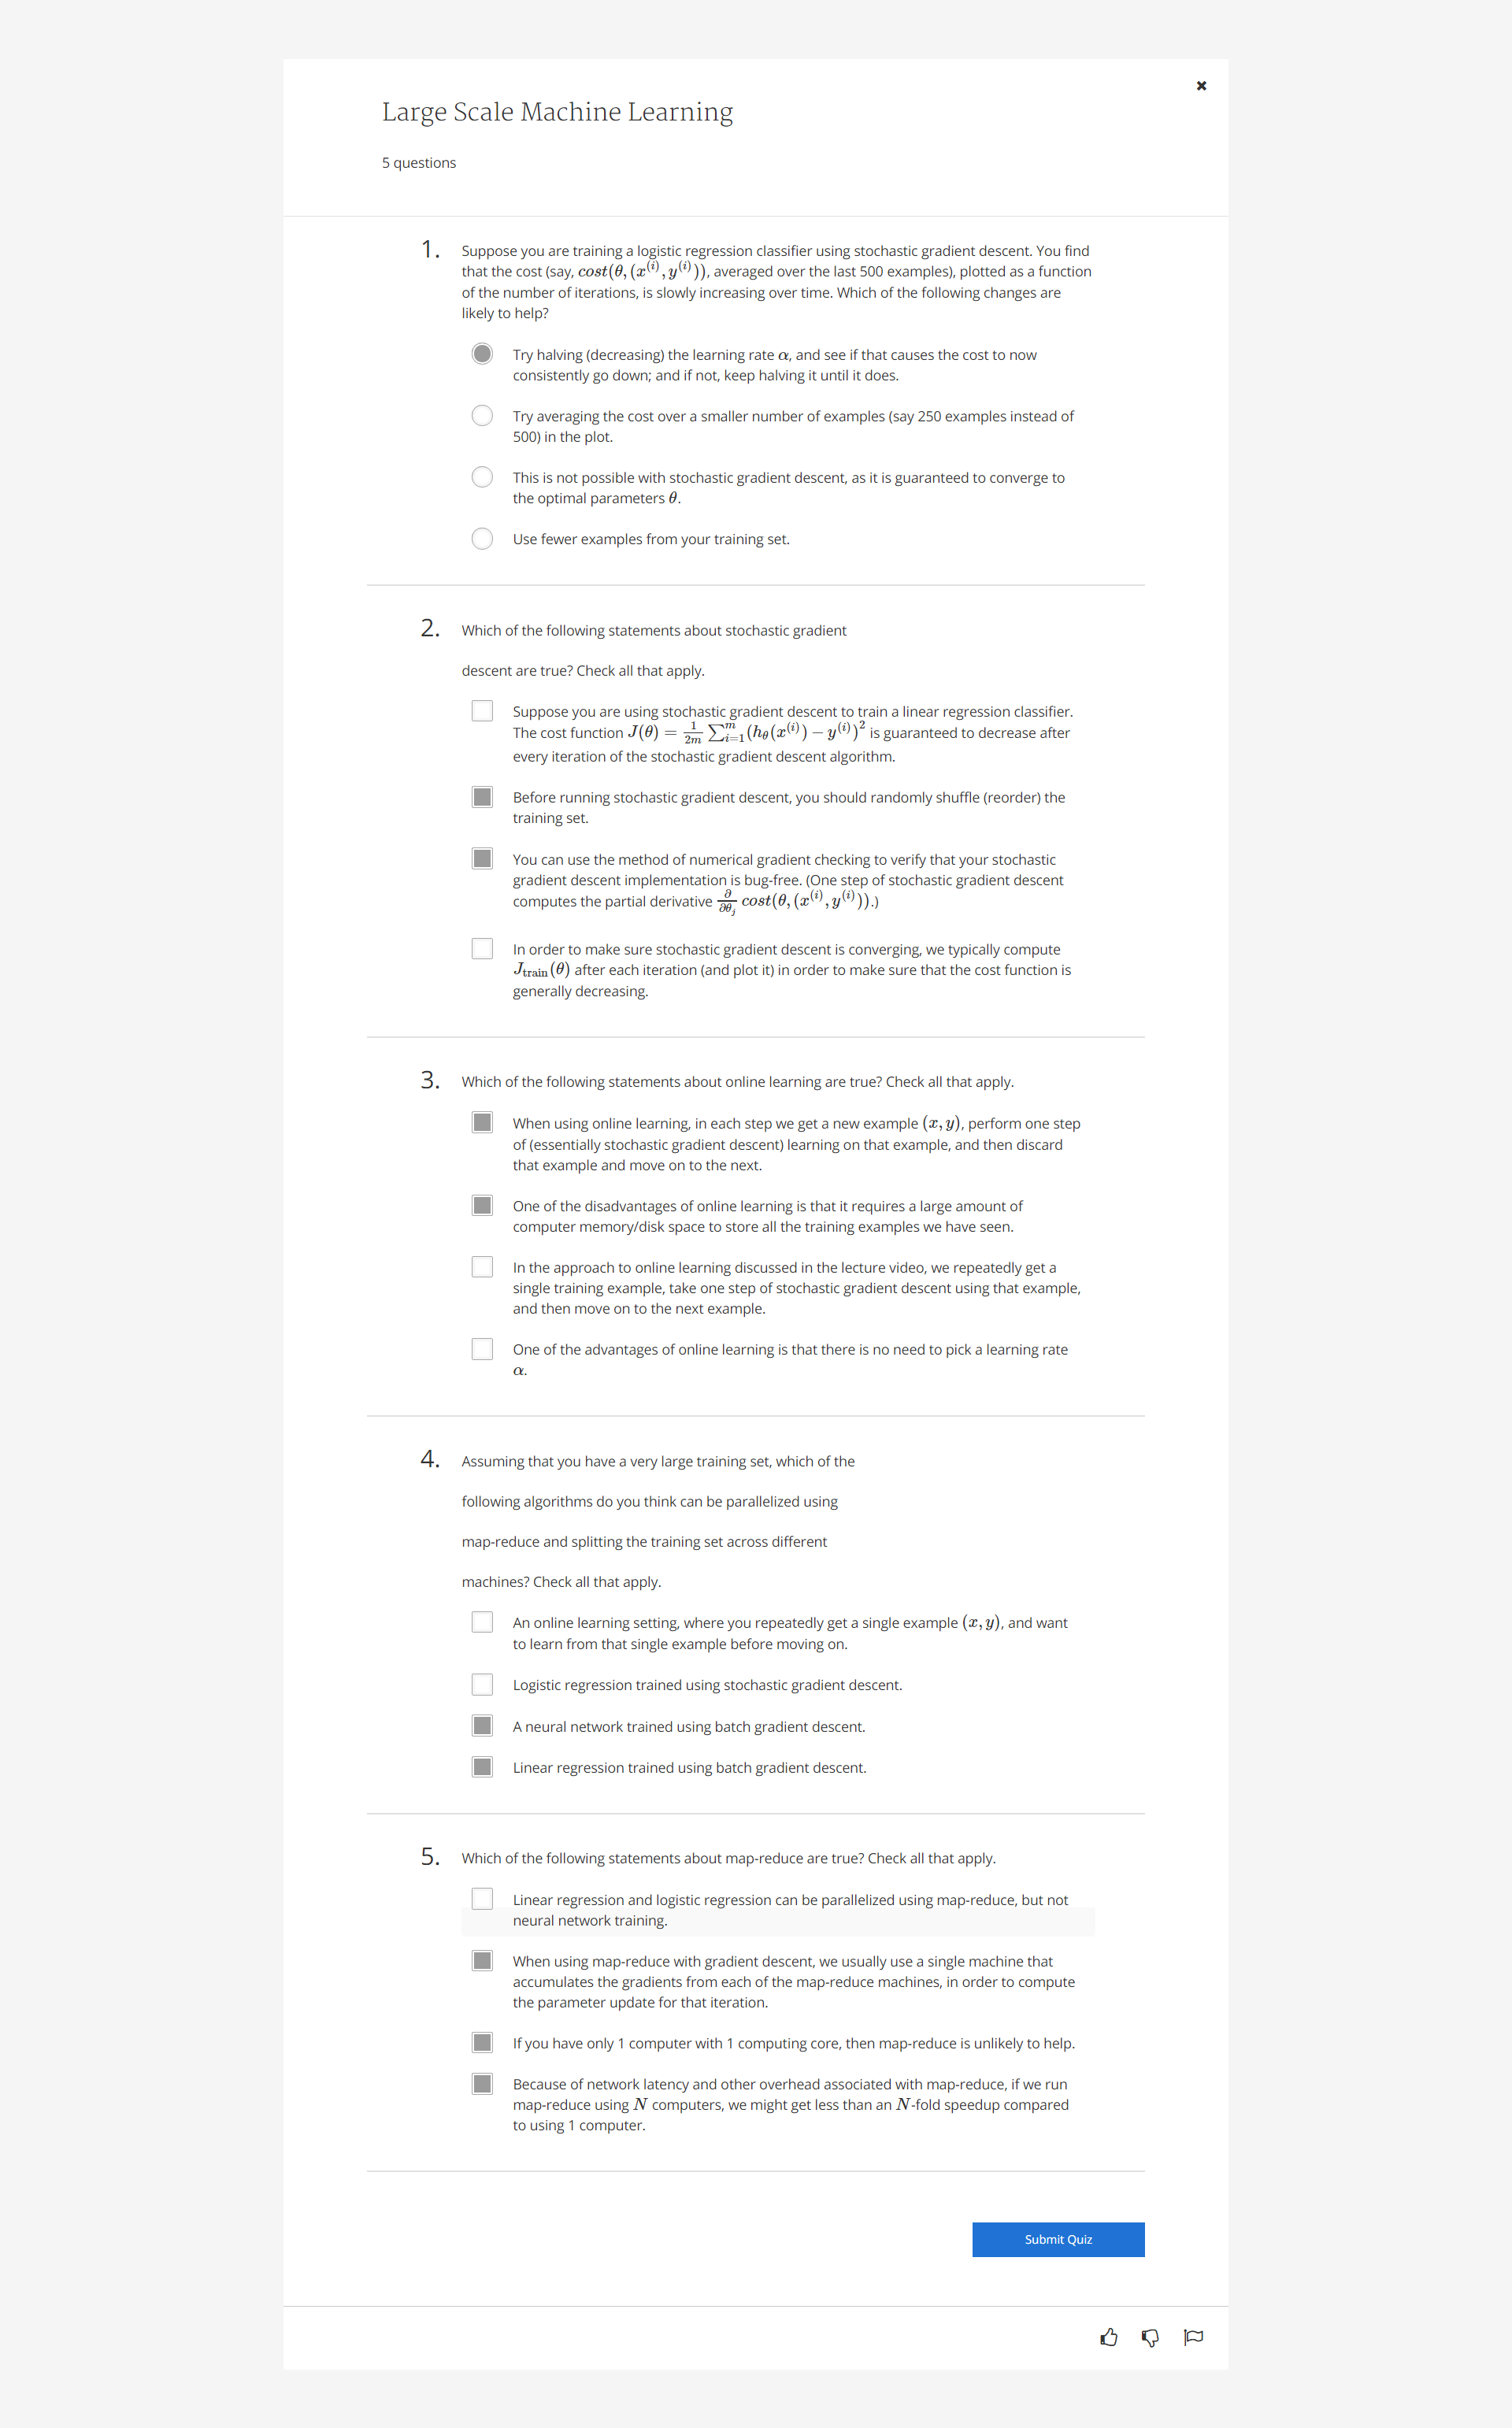 Large Scale Machine Learning
5 questions
1. Suppose you are training a logistic regression classifier using stochastic gradient descent. You find
that the cost (say, cost(θ, (x^(i), y^(i))), averaged over the last 500 examples), plotted as a function
of the number of iterations, is slowly increasing over time. Which of the following changes are
likely to help?
Try halving (decreasing) the learning rate α, and see if that causes the cost to now
consistently go down; and if not, keep halving it until it does.
Try averaging the cost over a smaller number of examples (say 250 examples instead of
500) in the plot.
This is not possible with stochastic gradient descent, as it is guaranteed to converge to
the optimal parameters θ.
Use fewer examples from your training set.
2. Which of the following statements about stochastic gradient
descent are true? Check all that apply.
Suppose you are using stochastic gradient descent to train a linear regression classifier.
The cost function J(θ) = 1/2m ∑_{i=1}^m (h_θ(x^(i)) − y^(i))^2 is guaranteed to decrease after
every iteration of the stochastic gradient descent algorithm.
Before running stochastic gradient descent, you should randomly shuffle (reorder) the
training set.
You can use the method of numerical gradient checking to verify that your stochastic
gradient descent implementation is bug-free. (One step of stochastic gradient descent
computes the partial derivative ∂/∂θ_j cost(θ, (x^(i), y^(i))).)
In order to make sure stochastic gradient descent is converging, we typically compute
J_train(θ) after each iteration (and plot it) in order to make sure that the cost function is
generally decreasing.
3. Which of the following statements about online learning are true? Check all that apply.
When using online learning, in each step we get a new example (x, y), perform one step
of (essentially stochastic gradient descent) learning on that example, and then discard
that example and move on to the next.
One of the disadvantages of online learning is that it requires a large amount of
computer memory/disk space to store all the training examples we have seen.
In the approach to online learning discussed in the lecture video, we repeatedly get a
single training example, take one step of stochastic gradient descent using that example,
and then move on to the next example.
One of the advantages of online learning is that there is no need to pick a learning rate
α.
4. Assuming that you have a very large training set, which of the
following algorithms do you think can be parallelized using
map-reduce and splitting the training set across different
machines? Check all that apply.
An online learning setting, where you repeatedly get a single example (x, y), and want
to learn from that single example before moving on.
Logistic regression trained using stochastic gradient descent.
A neural network trained using batch gradient descent.
Linear regression trained using batch gradient descent.
5. Which of the following statements about map-reduce are true? Check all that apply.
Linear regression and logistic regression can be parallelized using map-reduce, but not
neural network training.
When using map-reduce with gradient descent, we usually use a single machine that
accumulates the gradients from each of the map-reduce machines, in order to compute
the parameter update for that iteration.
If you have only 1 computer with 1 computing core, then map-reduce is unlikely to help.
Because of network latency and other overhead associated with map-reduce, if we run
map-reduce using N computers, we might get less than an N-fold speedup compared
to using 1 computer.
Submit Quiz